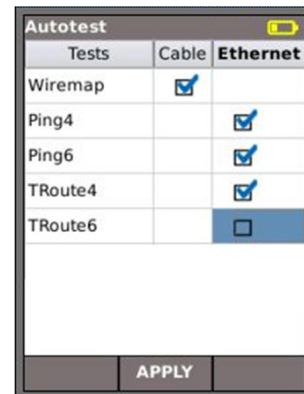 Autotest
Tests Cable Ethernet
Wiremap
Ping4
Ping6
TRoute4
TRoute6
APPLY